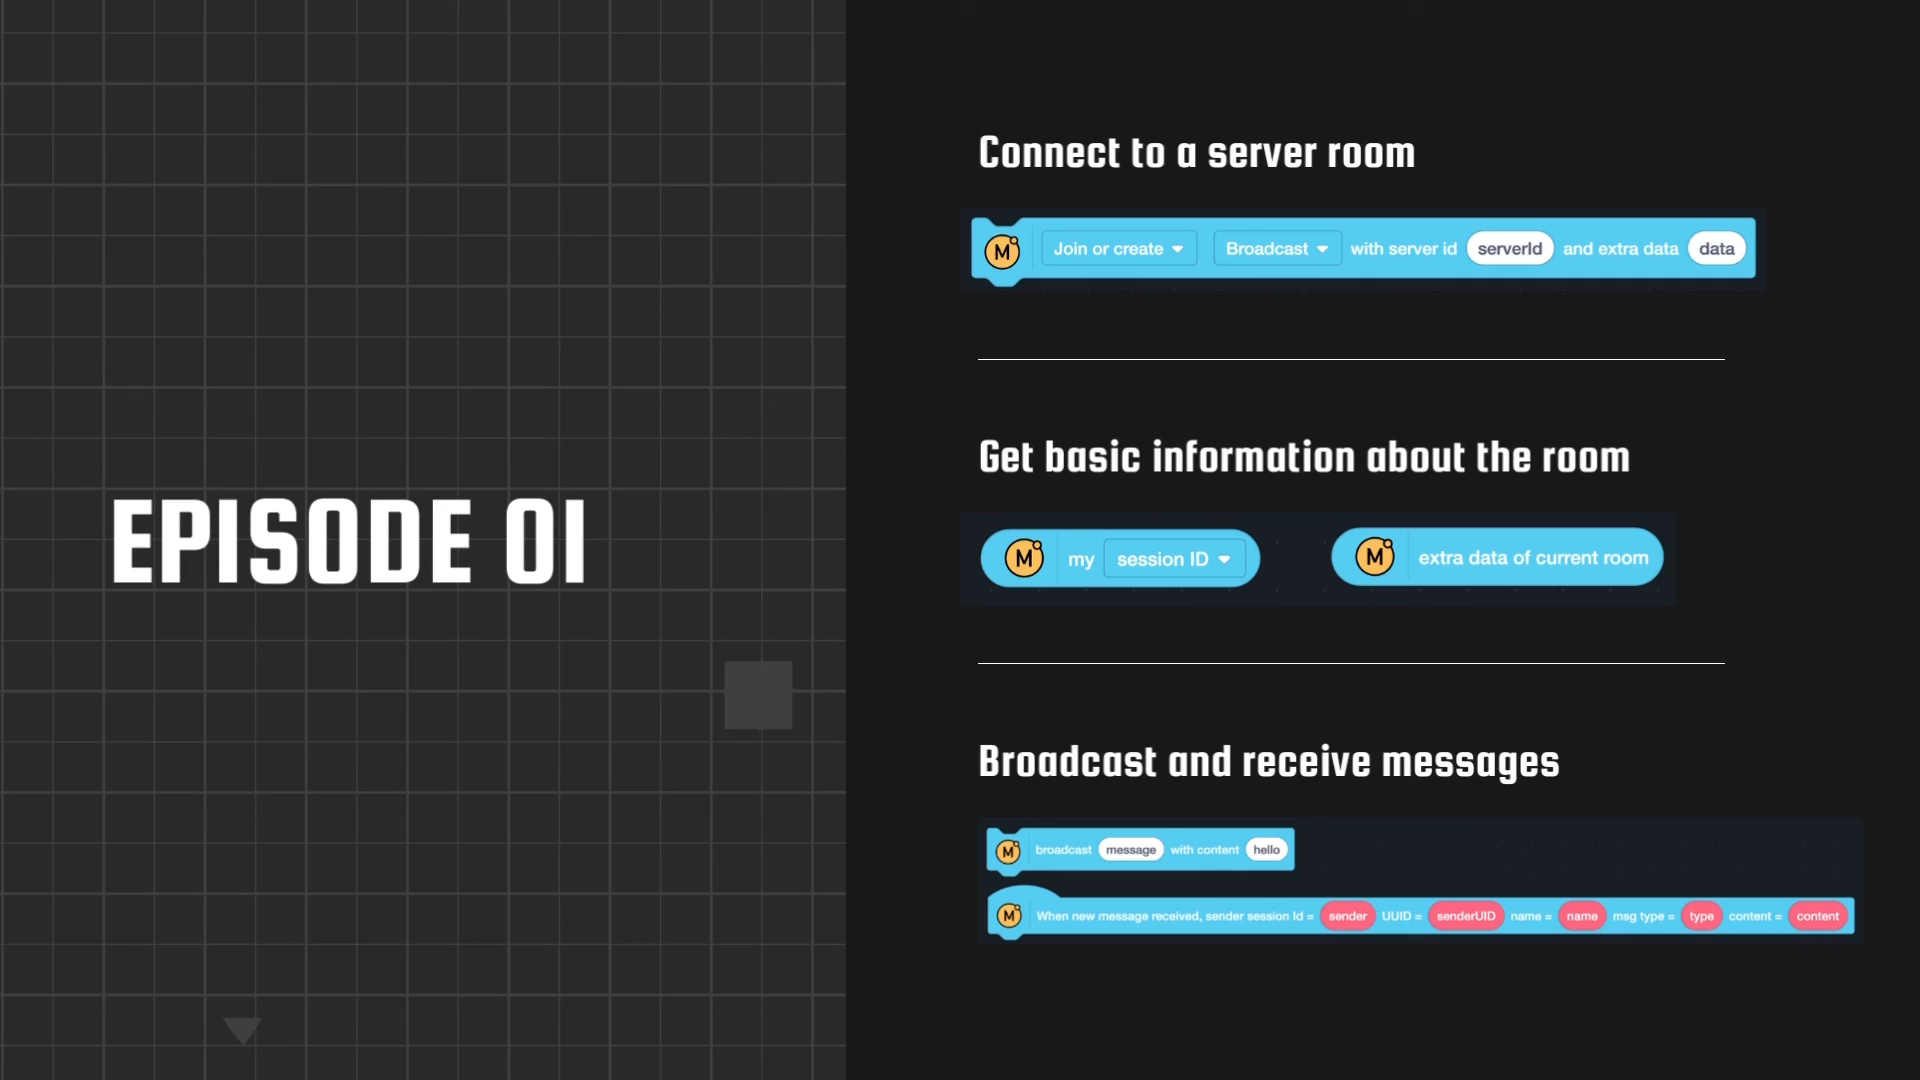 EPISODE 01
Connect to a server room
M Join or create Broadcast with server id serverId and extra data data
Get basic information about the room
M my session ID M extra data of current room
Broadcast and receive messages
M broadcast message with content hello
M When new message received, sender session Id = sender UUID = senderUID name = name msg type = type content = content